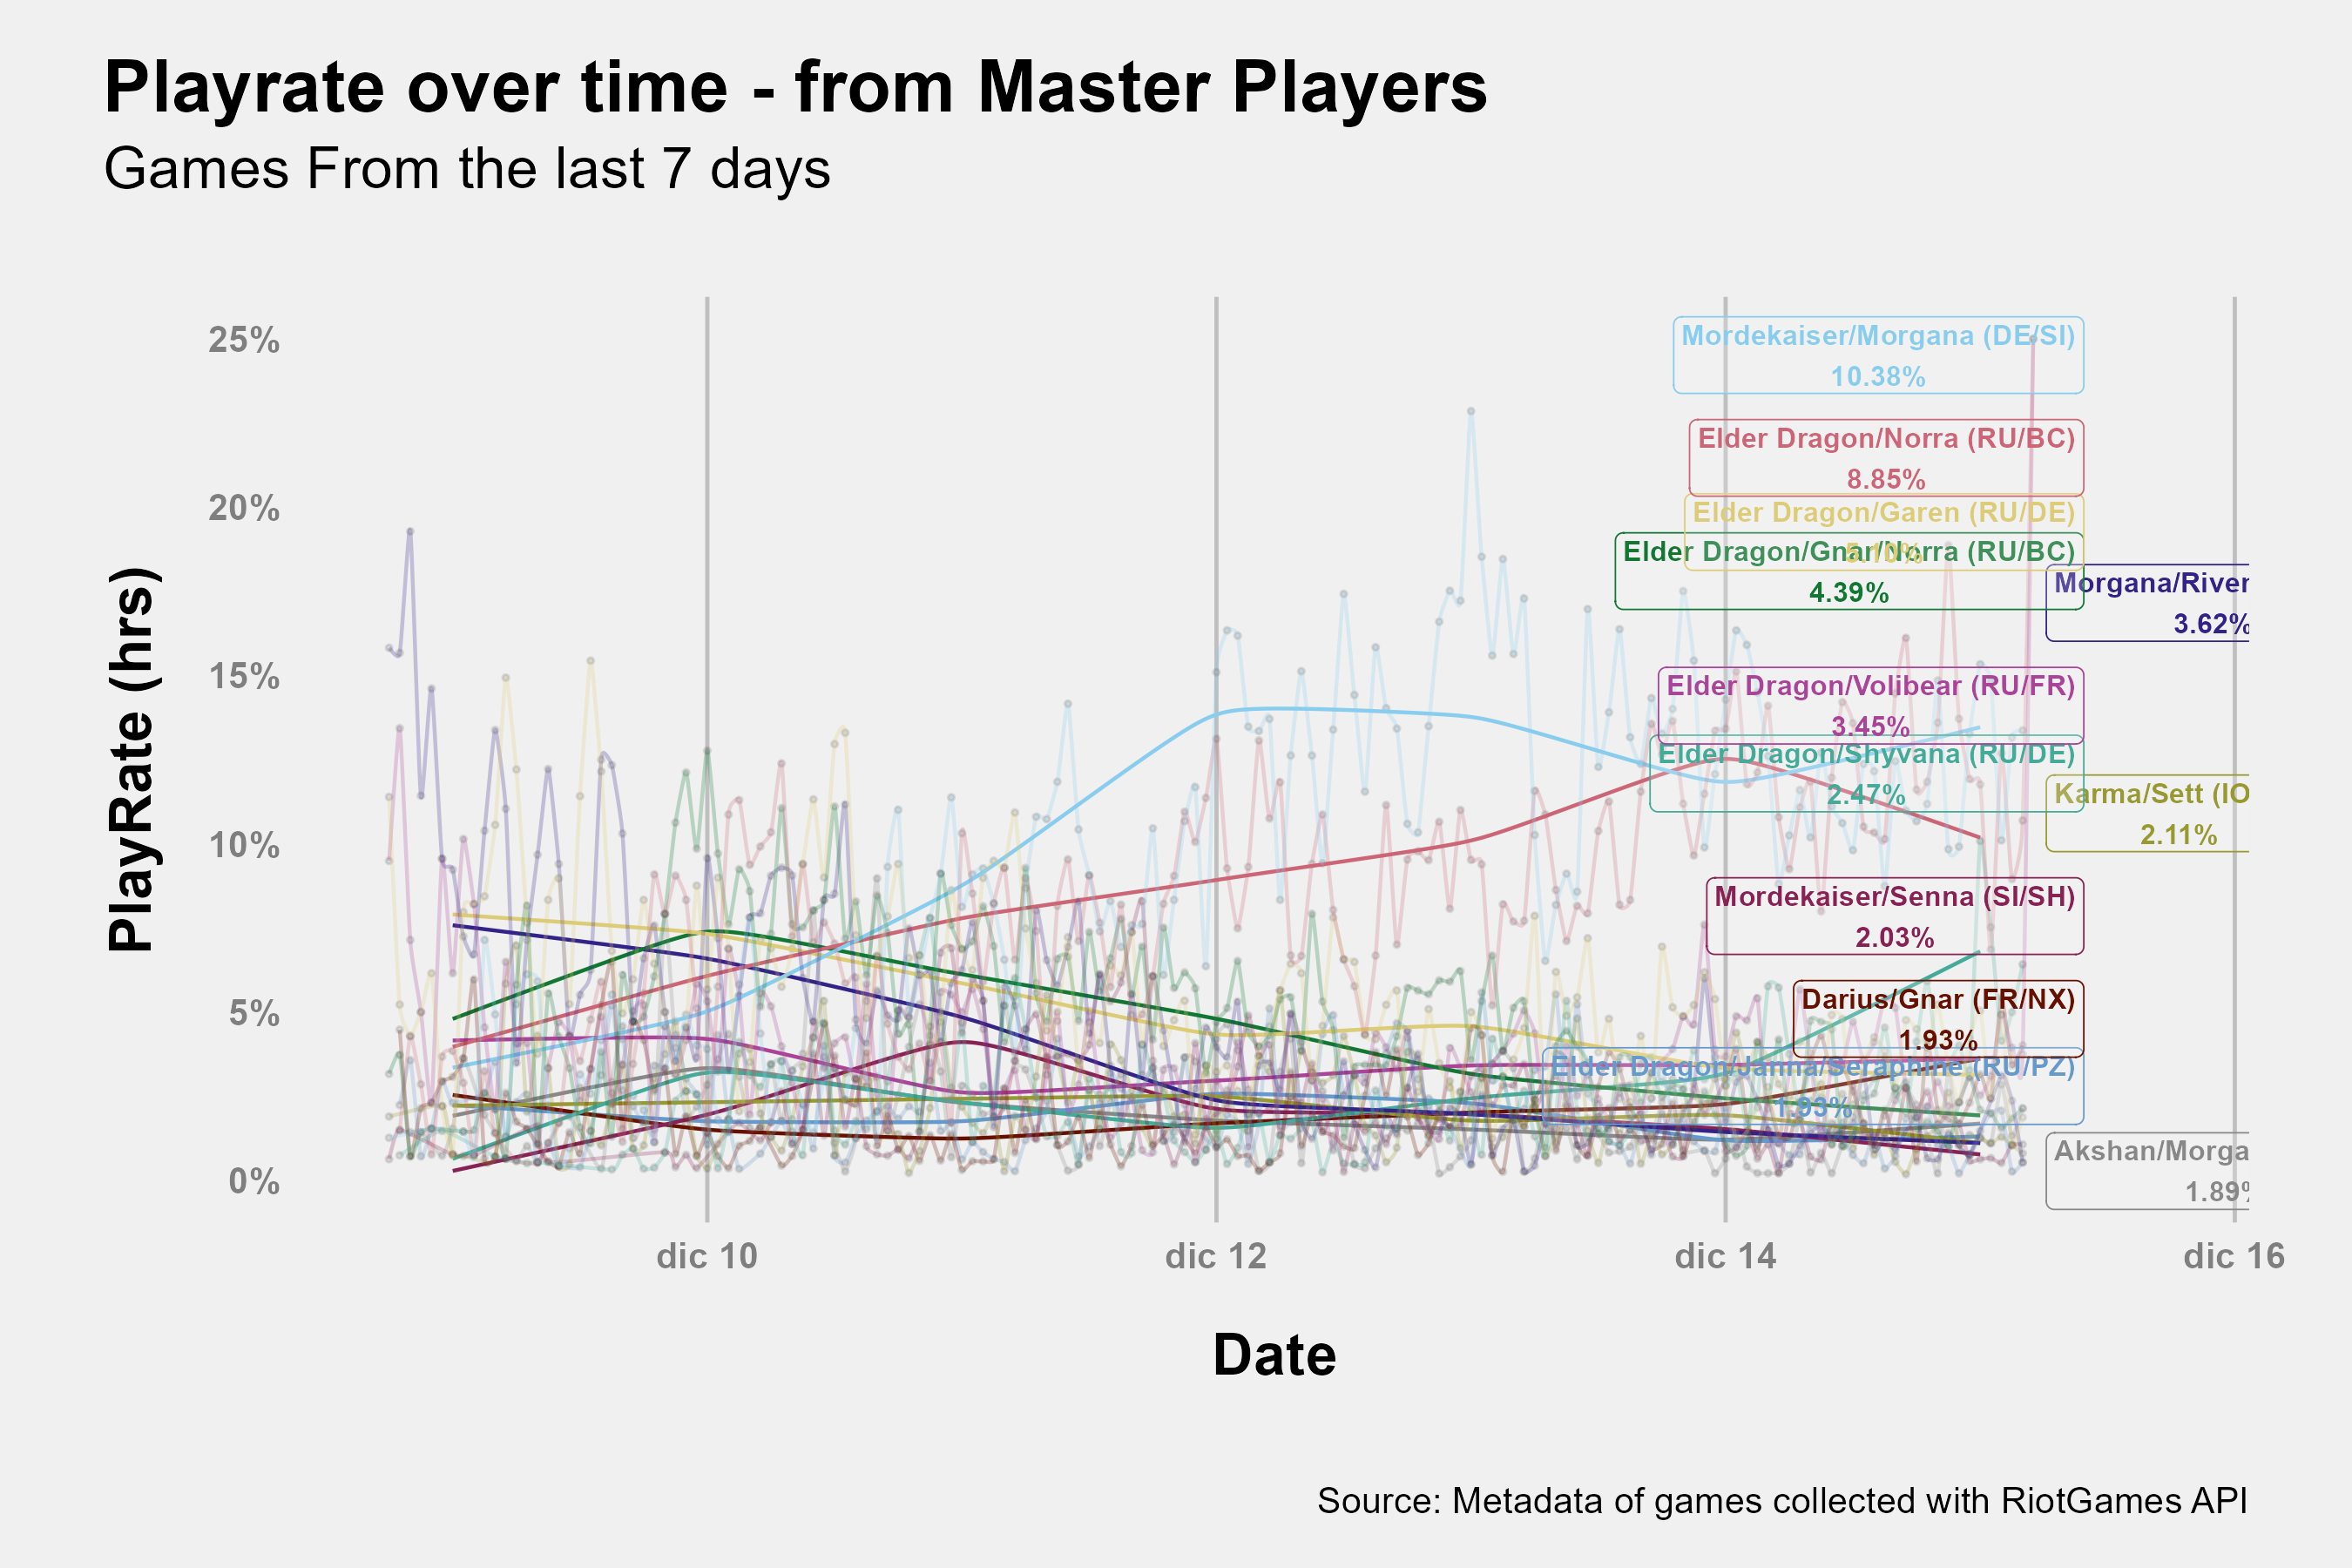 Playrate over time - from Master Players
Games From the last 7 days
PlayRate (hrs)
25%
20%
15%
10%
5%
0%
Mordekaiser/Morgana (DE/SI)
10.38%
Elder Dragon/Norra (RU/BC)
8.85%
Elder Dragon/Garen (RU/DE)
5.10%
Elder Dragon/Gnar/Norra (RU/BC)
4.39%
Morgana/Riven
3.62%
Elder Dragon/Volibear (RU/FR)
3.45%
Elder Dragon/Shyvana (RU/DE)
2.47%
Karma/Sett (IO
2.11%
Mordekaiser/Senna (SI/SH)
2.03%
Darius/Gnar (FR/NX)
1.93%
Elder Dragon/Janna/Seraphine (RU/PZ)
1.93%
Akshan/Morga
1.89%
dic 10
dic 12
dic 14
dic 16
Date
Source: Metadata of games collected with RiotGames API